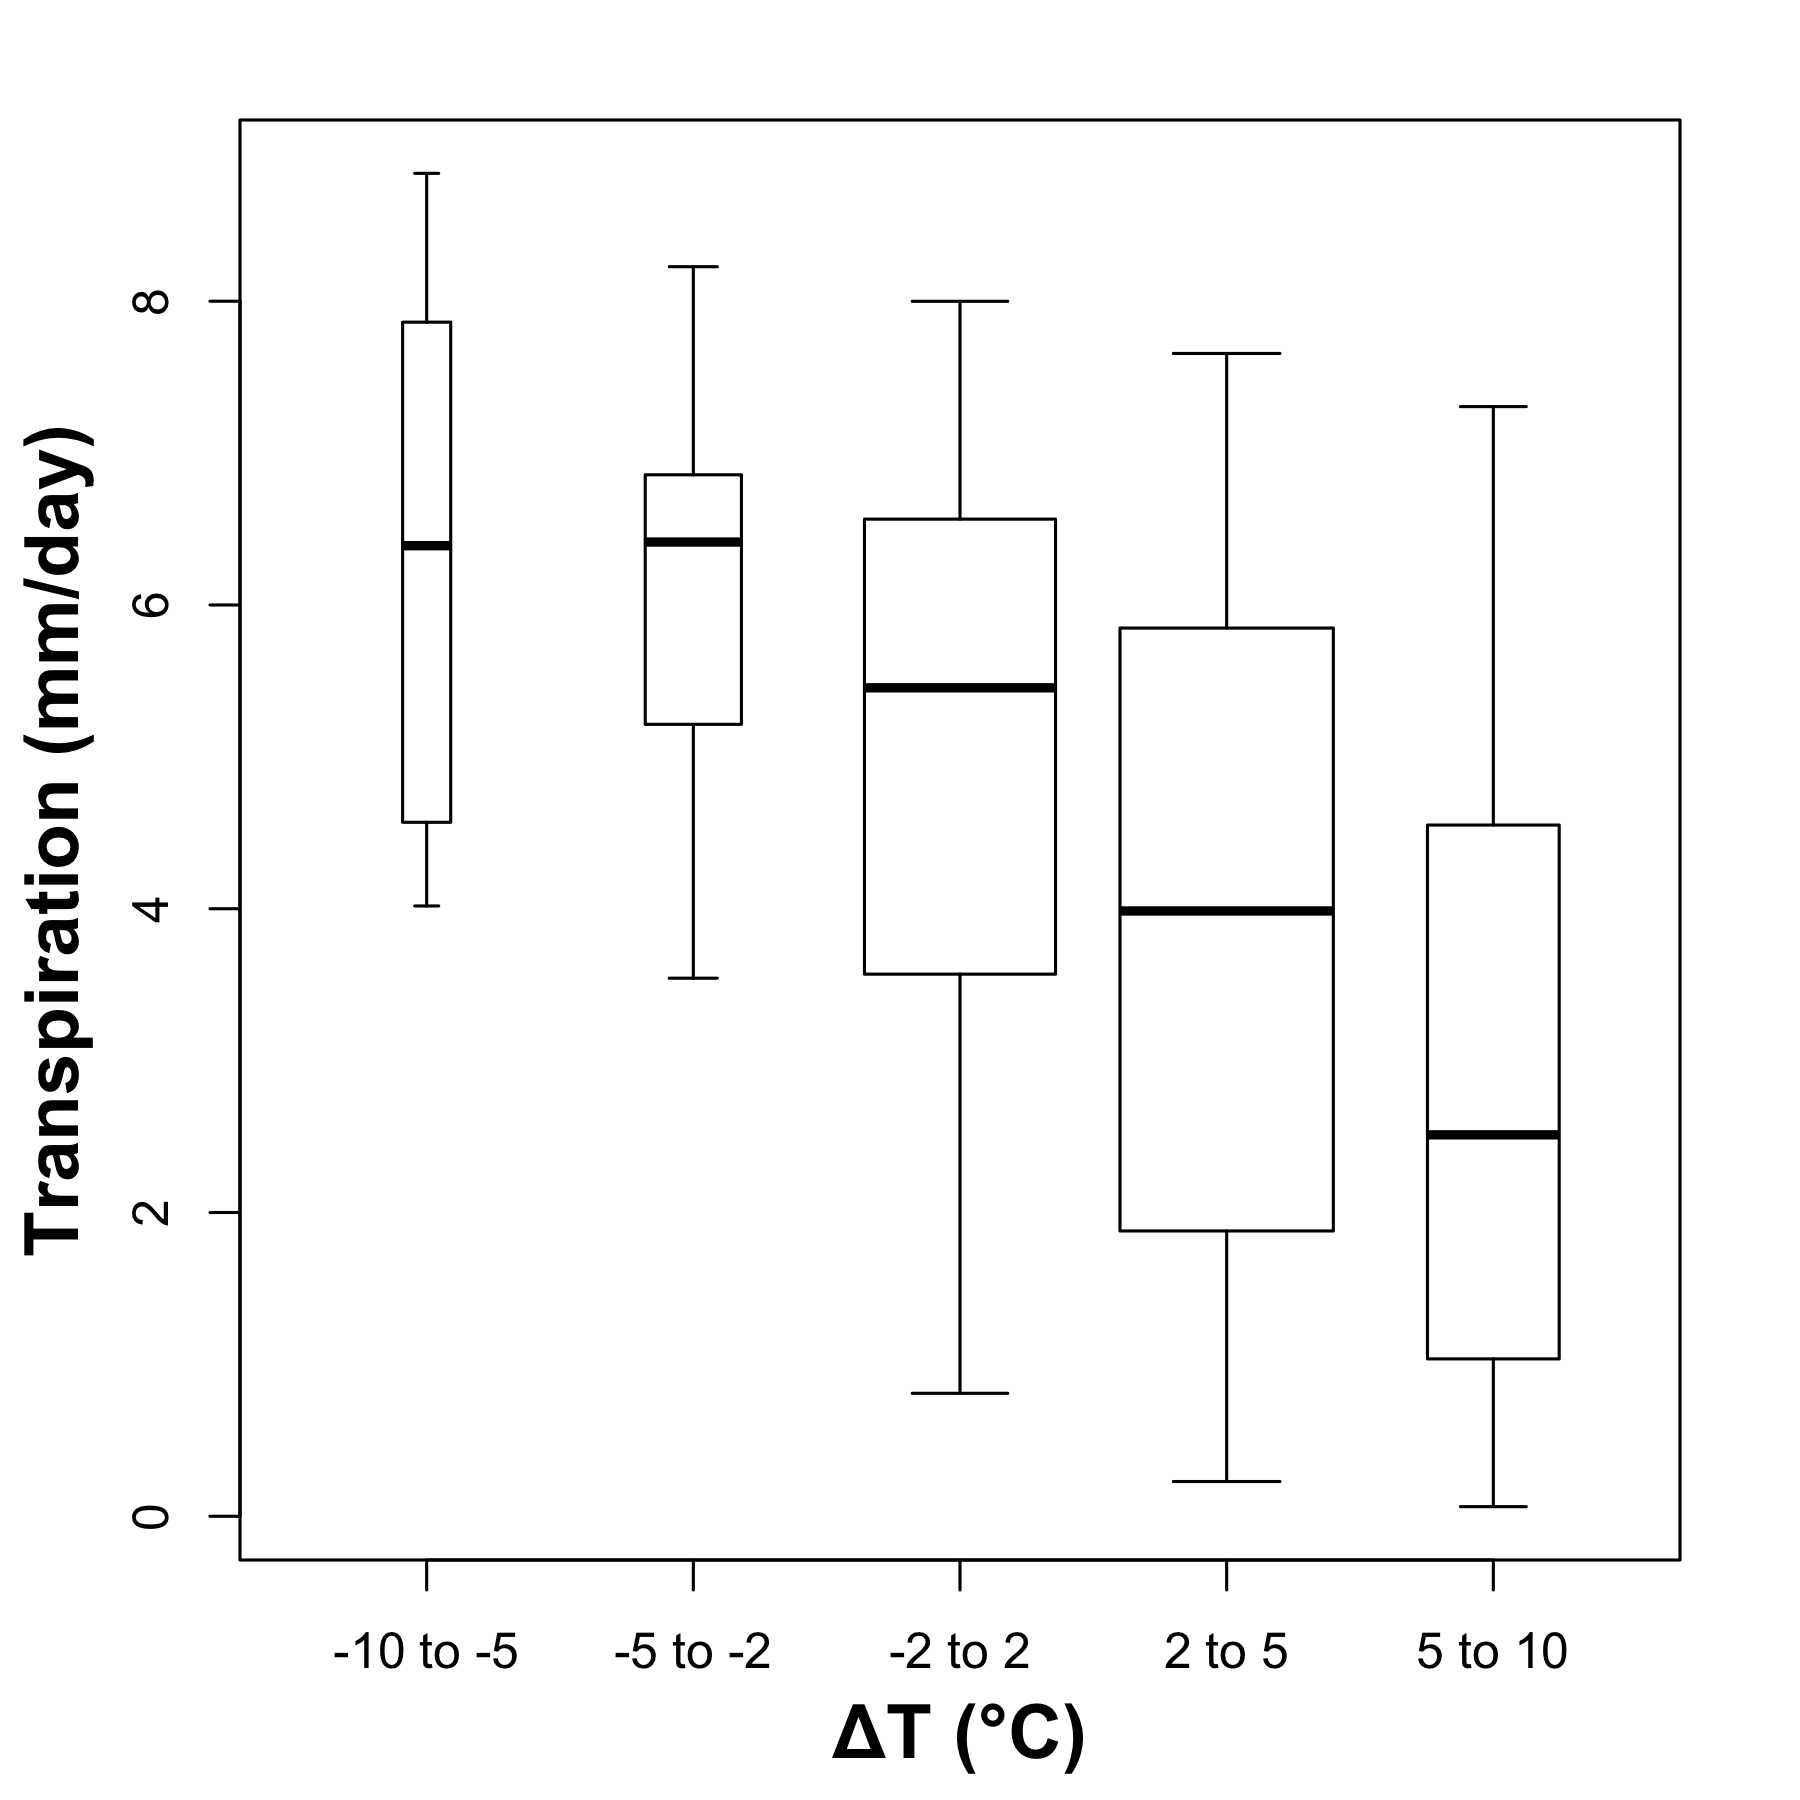 Transpiration (mm/day)
8
6
4
2
0
-10 to -5
-5 to -2
-2 to 2
2 to 5
5 to 10
ΔT (°C)